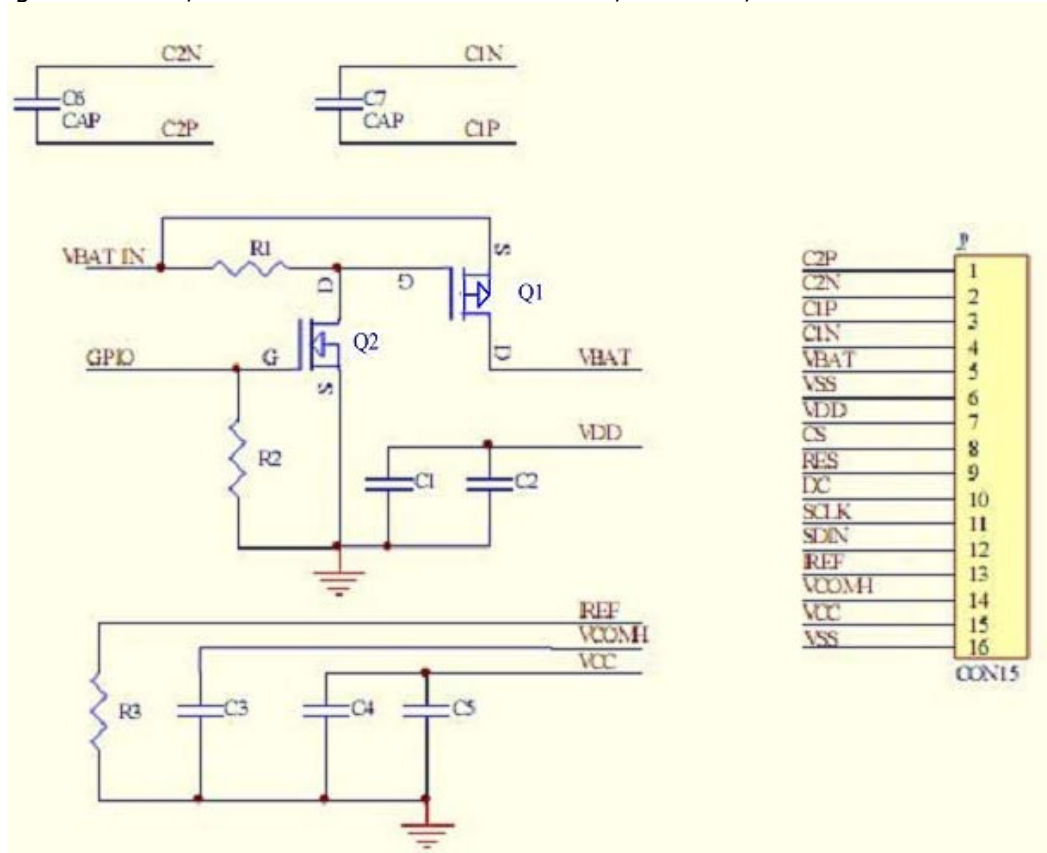 C2N
C6
CAP
C2P
C1N
C7
CAP
C1P
VBAT IN
R1
S
D
G
Q1
Q2
GPIO
G
S
D
VBAT
R2
VDD
C1
C2
IREF
VCOMH
VCC
R3
C3
C4
C5
C2P 1
C2N 2
C1P 3
C1N 4
VBAT 5
VSS 6
VDD 7
CS 8
RES 9
DC 10
SCLK 11
SDIN 12
IREF 13
VCOMH 14
VCC 15
VSS 16
CON15